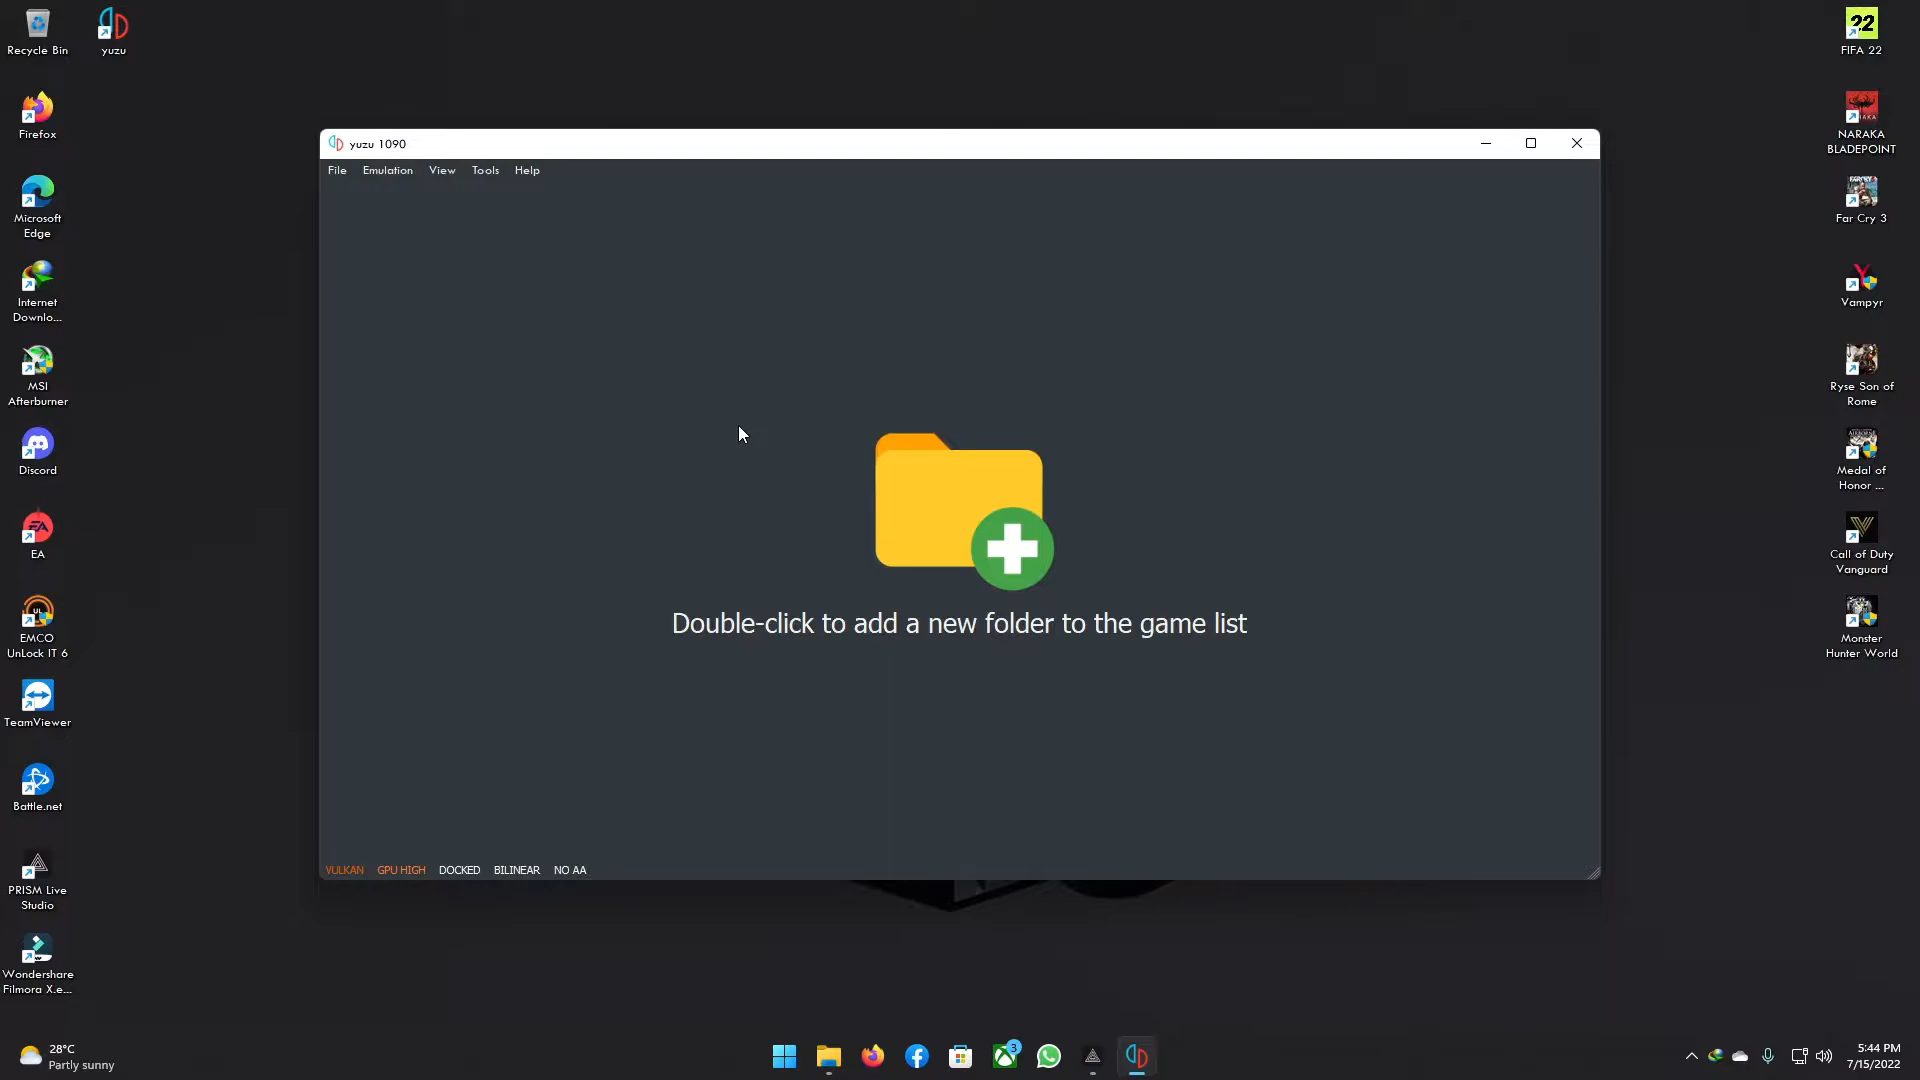 Recycle Bin
yuzu
Firefox
Microsoft
Edge
Internet
Downlo...
MSI
Afterburner
Discord
EA
EMCO
UnLock IT 6
TeamViewer
Battle.net
PRISM Live
Studio
Wondershare
Filmora X.e...
yuzu 1090
File Emulation View Tools Help
Double-click to add a new folder to the game list
VULKAN GPU HIGH DOCKED BILINEAR NO AA
22
FIFA 22
NARAKA
BLADEPOINT
Far Cry 3
Vampyr
Ryse Son of
Rome
Medal of
Honor ...
Call of Duty
Vanguard
Monster
Hunter World
28°C
Partly sunny
3
5:44 PM
7/15/2022